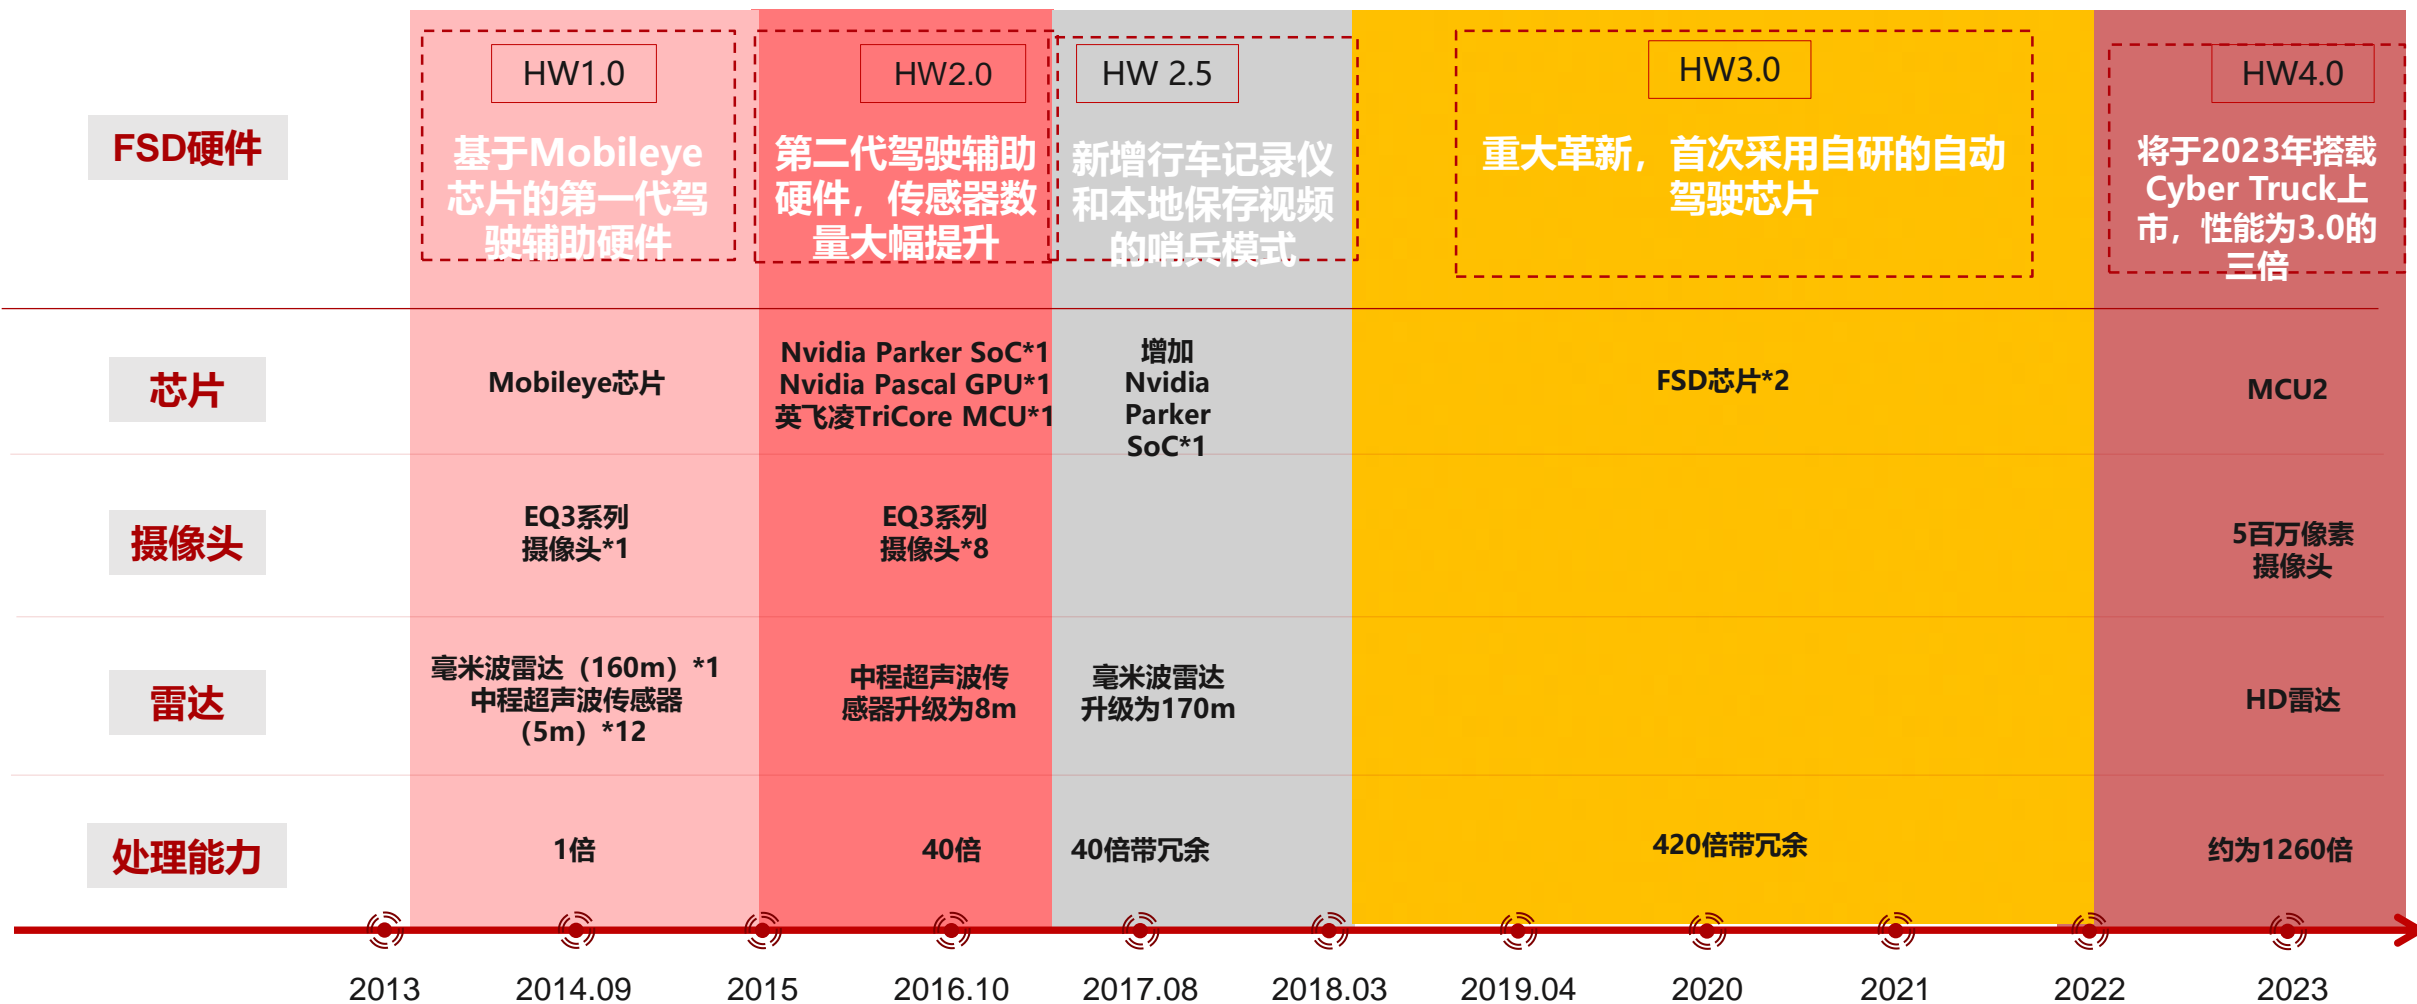 FSD硬件
HW1.0
基于Mobileye
芯片的第一代驾
驶辅助硬件
HW2.0
第二代驾驶辅助
硬件，传感器数
量大幅提升
HW 2.5
新增行车记录仪
和本地保存视频
的哨兵模式
HW3.0
重大革新，首次采用自研的自动
驾驶芯片
HW4.0
将于2023年搭载
Cyber Truck上
市，性能为3.0的
三倍
芯片
Mobileye芯片
Nvidia Parker SoC*1
Nvidia Pascal GPU*1
英飞凌TriCore MCU*1
增加
Nvidia
Parker
SoC*1
FSD芯片*2
MCU2
摄像头
EQ3系列
摄像头*1
EQ3系列
摄像头*8
5百万像素
摄像头
雷达
毫米波雷达（160m）*1
中程超声波传感器
（5m）*12
中程超声波传
感器升级为8m
毫米波雷达
升级为170m
HD雷达
处理能力
1倍
40倍
40倍带冗余
420倍带冗余
约为1260倍
2013
2014.09
2015
2016.10
2017.08
2018.03
2019.04
2020
2021
2022
2023